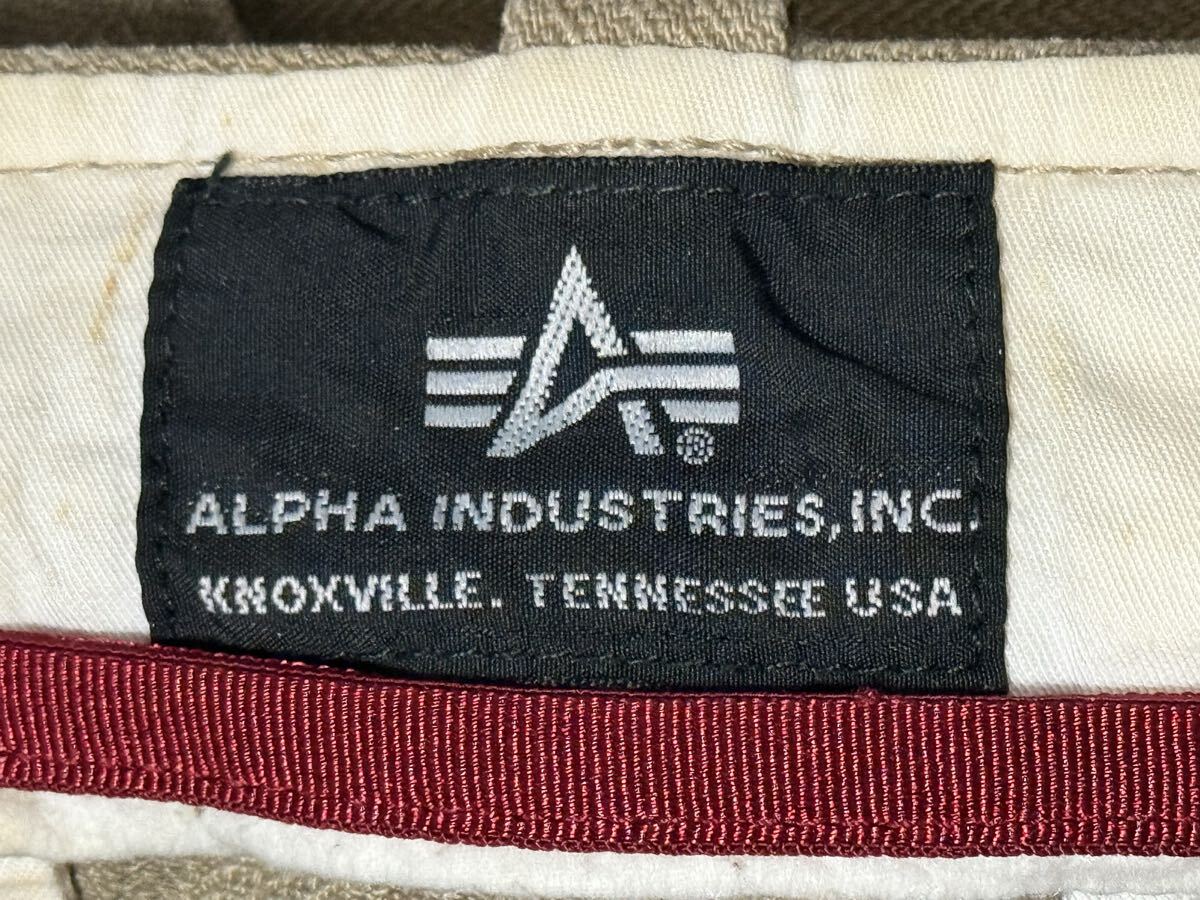 ®
ALPHA INDUSTRIES, INC.
KNOXVILLE. TENNESSEE USA